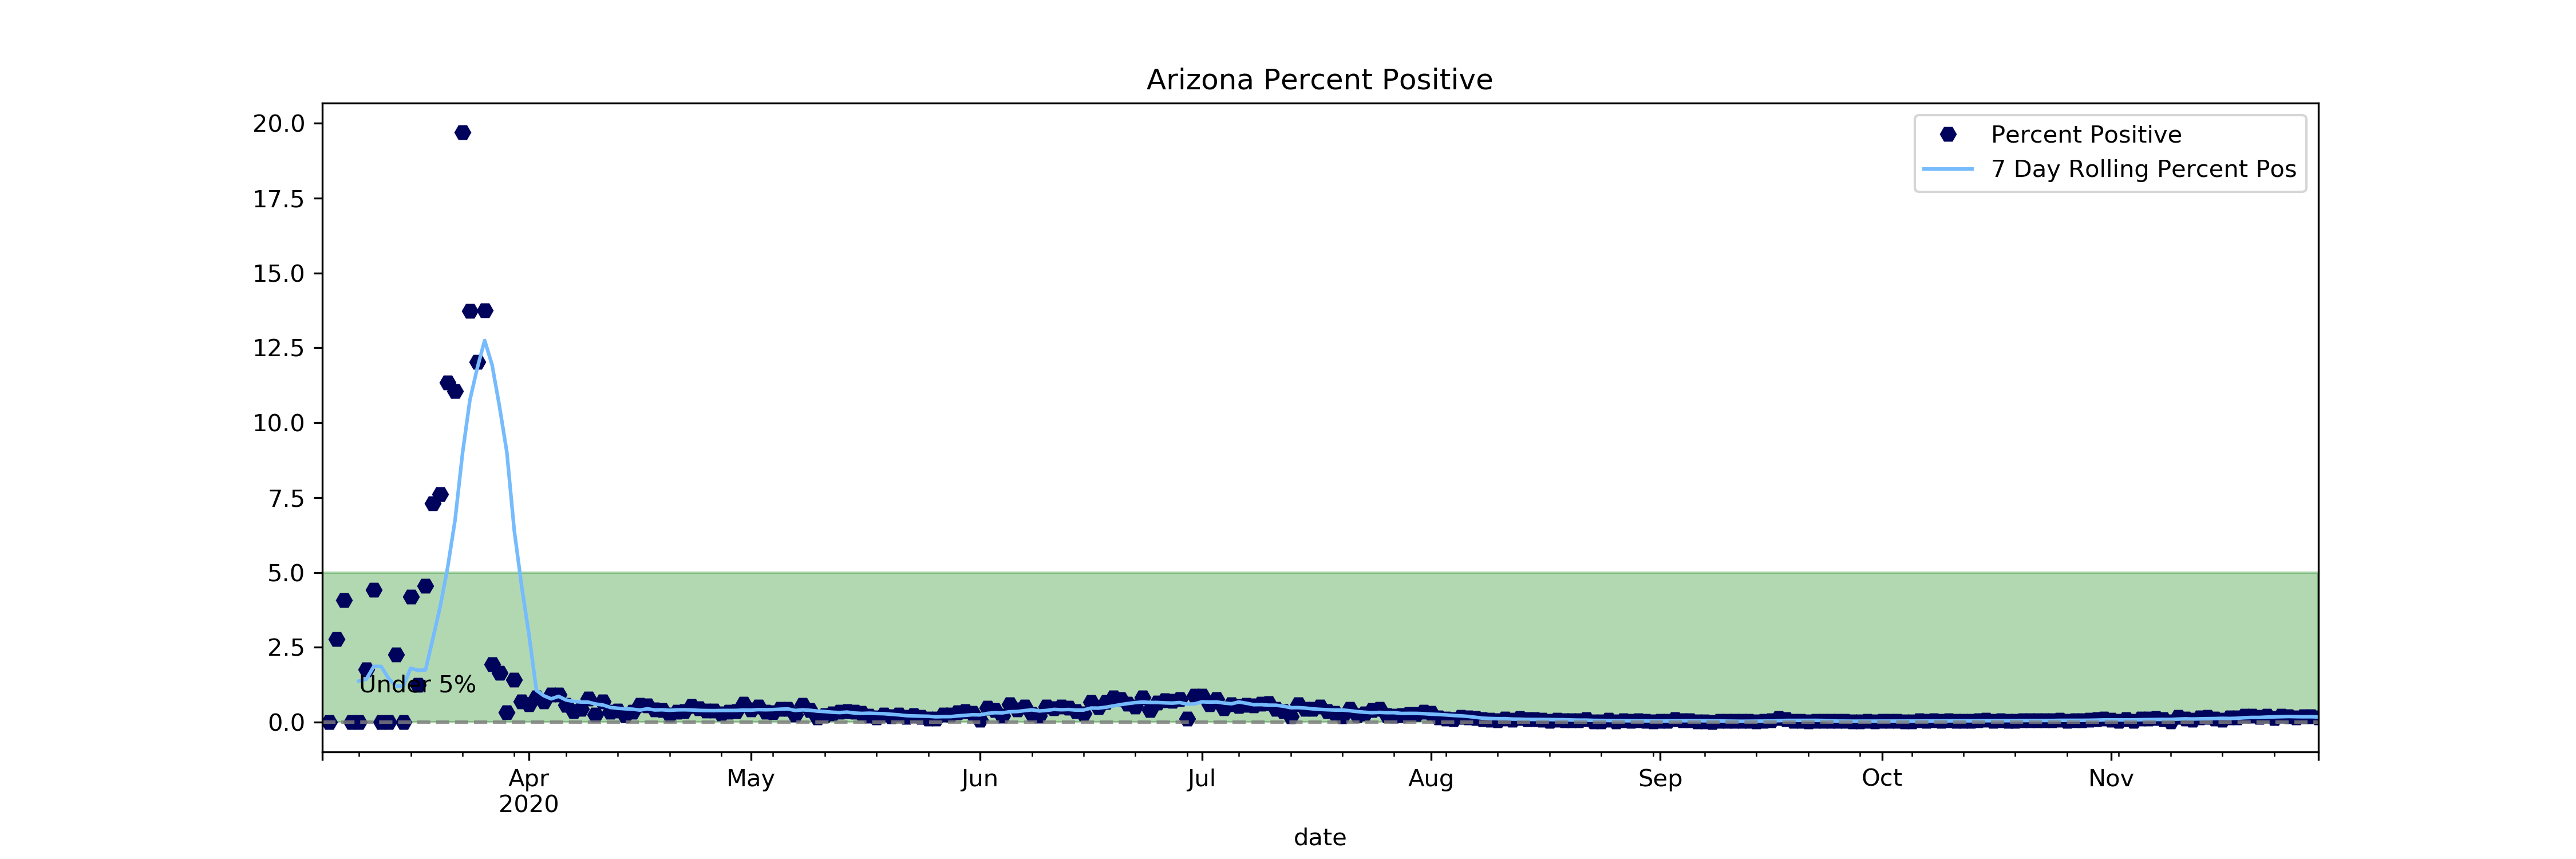 Arizona Percent Positive
20.0
17.5
15.0
12.5
10.0
7.5
5.0
2.5
0.0
Percent Positive
7 Day Rolling Percent Pos
Under 5%
Apr
2020
May
Jun
Jul
Aug
Sep
Oct
Nov
date